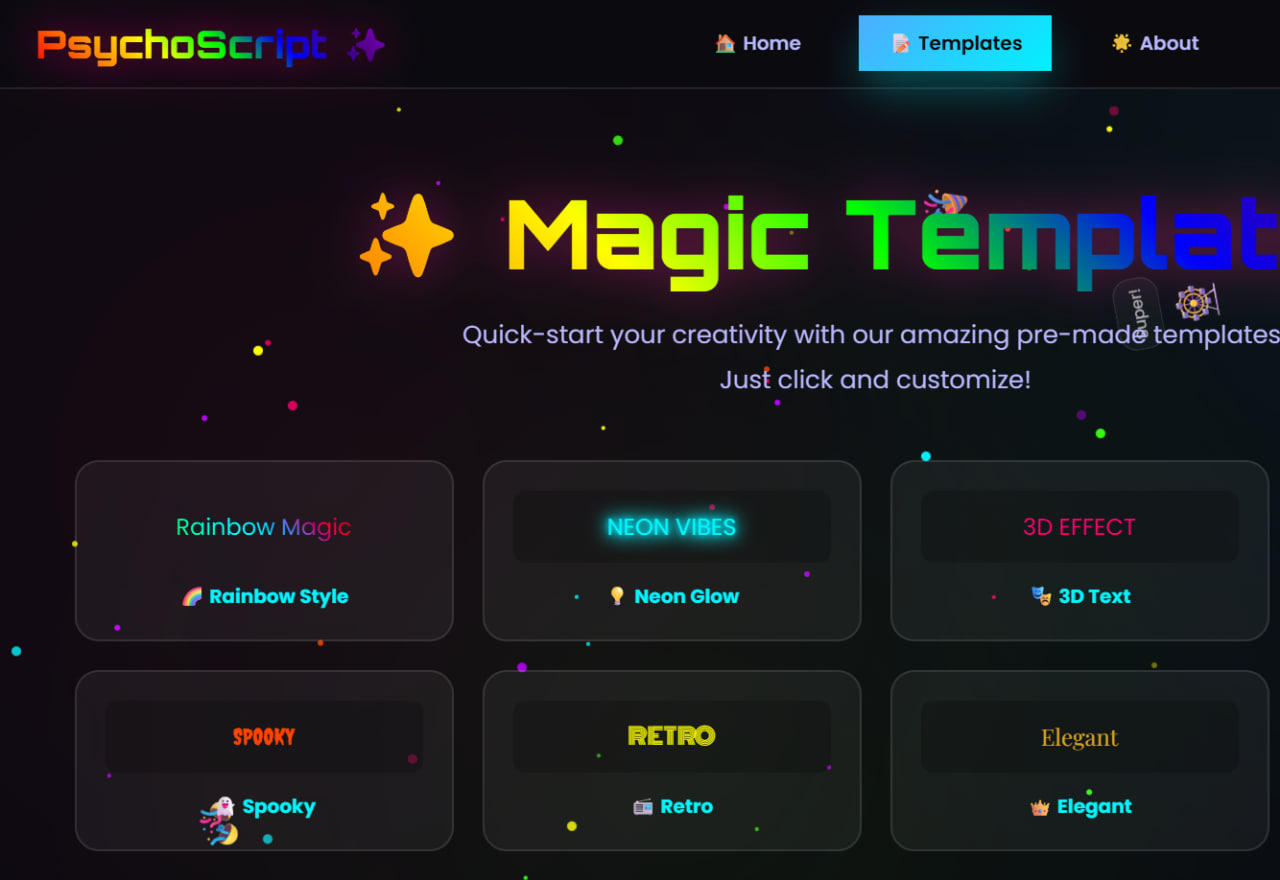 PsychoScript
Home
Templates
About
Magic Templat
Super!
Quick-start your creativity with our amazing pre-made templates
Just click and customize!
Rainbow Magic
NEON VIBES
3D EFFECT
Rainbow Style
Neon Glow
3D Text
SPOOKY
RETRO
Elegant
Spooky
Retro
Elegant